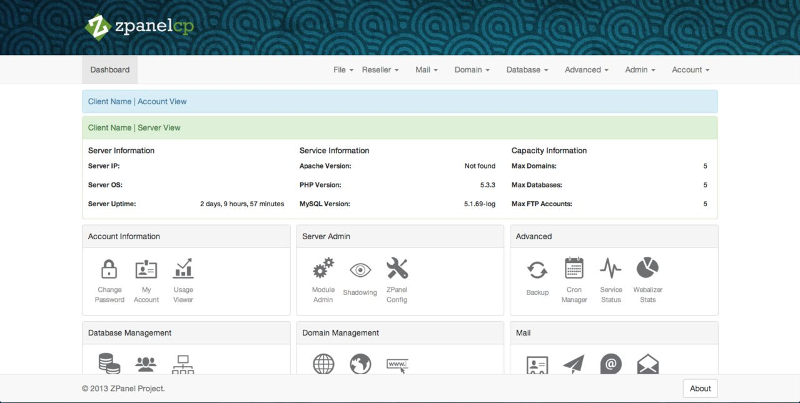 zpanelcp
Dashboard File Reseller Mail Domain Database Advanced Admin Account
Client Name | Account View
Client Name | Server View
Server Information Service Information Capacity Information
Server IP: Apache Version: Not found Max Domains: 5
Server OS: PHP Version: 5.3.3 Max Databases: 5
Server Uptime: 2 days, 9 hours, 57 minutes MySQL Version: 5.1.69-log Max FTP Accounts: 5
Account Information Server Admin Advanced
Change My Usage Module Shadowing ZPanel Backup Cron Service Webalizer
Password Account Viewer Admin Config Manager Status Stats
Database Management Domain Management Mail
www.
© 2013 ZPanel Project. About